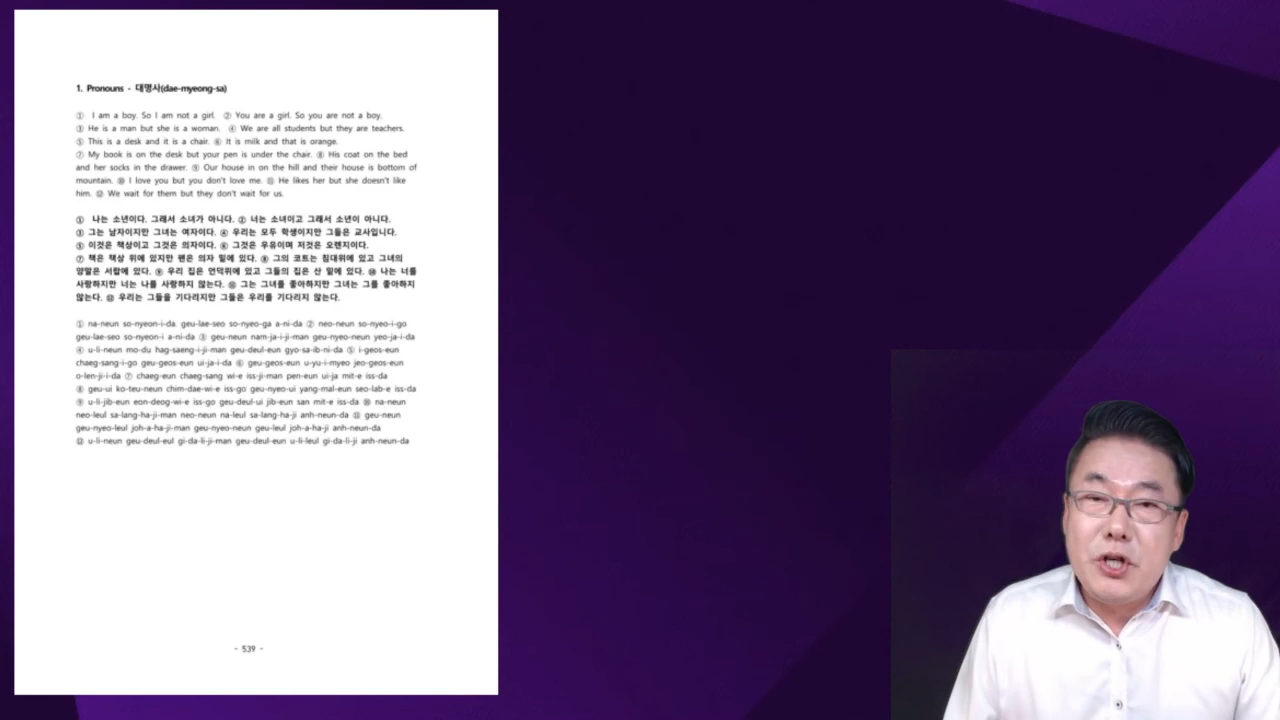 1. Pronouns - 대명사(dae-myeong-sa)
① I am a boy. So I am not a girl. ② You are a girl. So you are not a boy.
③ He is a man but she is a woman. ④ We are all students but they are teachers.
⑤ This is a desk and it is a chair. ⑥ It is milk and that is orange.
⑦ My book is on the desk but your pen is under the chair. ⑧ His coat on the bed
and her socks in the drawer. ⑨ Our house in on the hill and their house is bottom of
mountain. ⑩ I love you but you don't love me. ⑪ He likes her but she doesn't like
him. ⑫ We wait for them but they don't wait for us.
① 나는 소년이다. 그래서 소녀가 아니다. ② 너는 소녀이고 그래서 소년이 아니다.
③ 그는 남자이지만 그녀는 여자이다. ④ 우리는 모두 학생이지만 그들은 교사입니다.
⑤ 이것은 책상이고 그것은 의자이다. ⑥ 그것은 우유이며 저것은 오렌지이다.
⑦ 책은 책상 위에 있지만 펜은 의자 밑에 있다. ⑧ 그의 코트는 침대위에 있고 그녀의
양말은 서랍에 있다. ⑨ 우리 집은 언덕위에 있고 그들의 집은 산 밑에 있다. ⑩ 나는 너를
사랑하지만 너는 나를 사랑하지 않는다. ⑪ 그는 그녀를 좋아하지만 그녀는 그를 좋아하지
않는다. ⑫ 우리는 그들을 기다리지만 그들은 우리를 기다리지 않는다.
① na-neun so-nyeon-i-da. geu-lae-seo so-nyeo-ga a-ni-da ② neo-neun so-nyeo-i-go
geu-lae-seo so-nyeon-i a-ni-da ③ geu-neun nam-ja-i-ji-man geu-nyeo-neun yeo-ja-i-da
④ u-li-neun mo-du hag-saeng-i-ji-man geu-deul-eun gyo-sa-ib-ni-da ⑤ i-geos-eun
chaeg-sang-i-go geu-geos-eun ui-ja-i-da ⑥ geu-geos-eun u-yu-i-myeo jeo-geos-eun
o-len-ji-i-da ⑦ chaeg-eun chaeg-sang wi-e iss-ji-man pen-eun ui-ja mit-e iss-da
⑧ geu-ui ko-teu-neun chim-dae-wi-e iss-go geu-nyeo-ui yang-mal-eun seo-lab-e iss-da
⑨ u-li-jib-eun eon-deog-wi-e iss-go geu-deul-ui jib-eun san mit-e iss-da ⑩ na-neun
neo-leul sa-lang-ha-ji-man neo-neun na-leul sa-lang-ha-ji anh-neun-da ⑪ geu-neun
geu-nyeo-leul joh-a-ha-ji-man geu-nyeo-neun geu-leul joh-a-ha-ji anh-neun-da
⑫ u-li-neun geu-deul-eul gi-da-li-ji-man geu-deul-eun u-li-leul gi-da-li-ji anh-neun-da
- 539 -